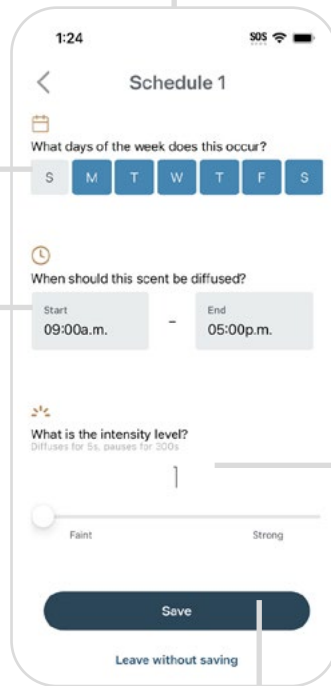 1:24 SOS
Schedule 1
What days of the week does this occur?
S M T W T F S
When should this scent be diffused?
Start End
09:00a.m. - 05:00p.m.
What is the intensity level?
Diffuses for 5s, pauses for 300s
1
Faint Strong
Save
Leave without saving